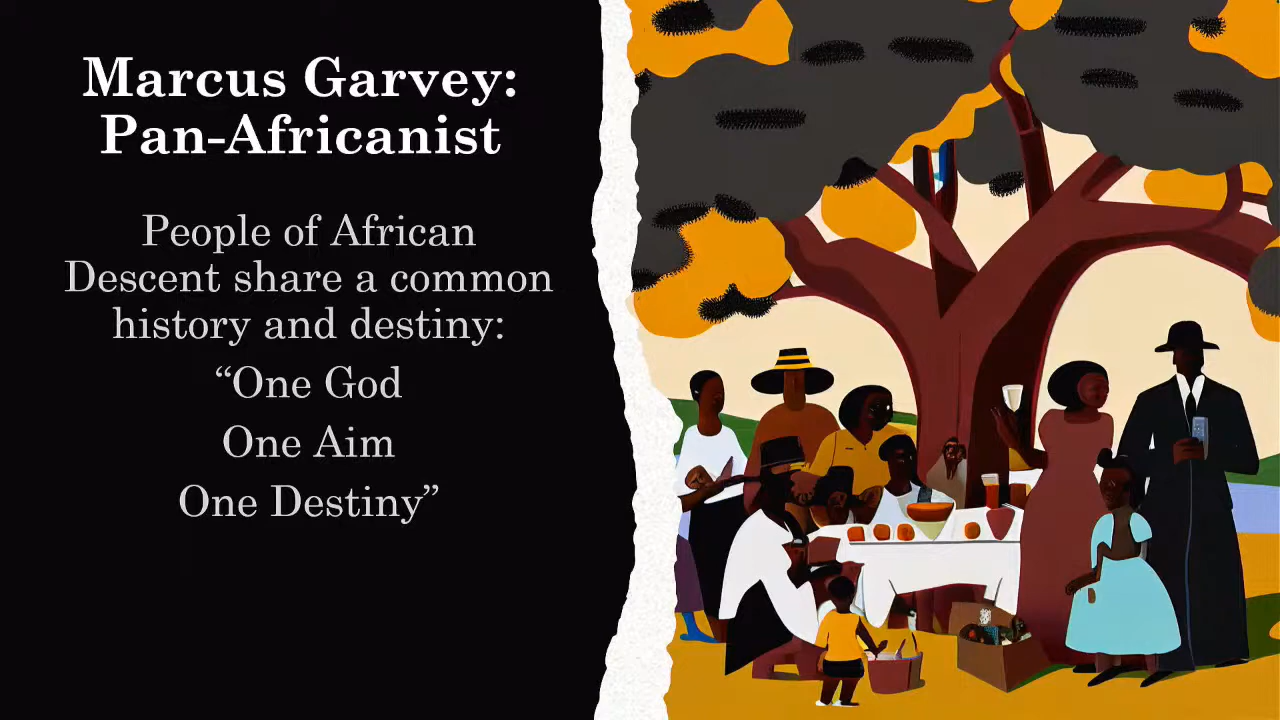 Marcus Garvey:
Pan-Africanist
People of African
Descent share a common
history and destiny:
“One God
One Aim
One Destiny”